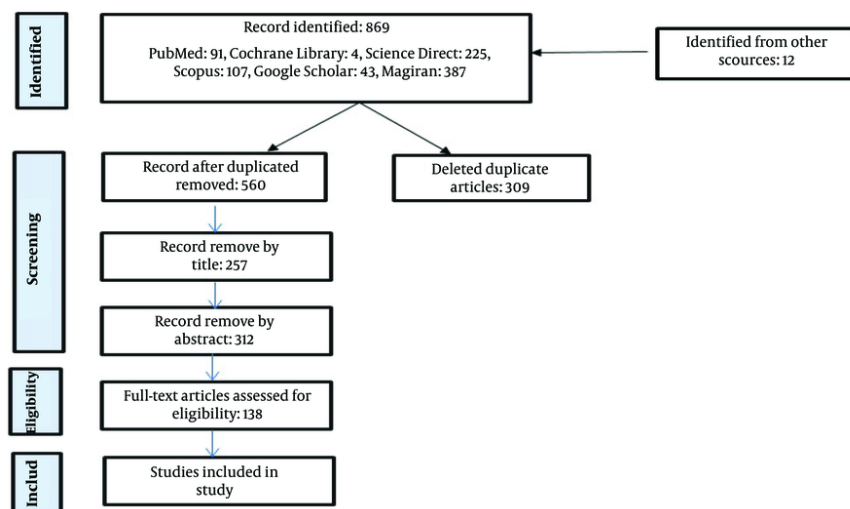 Identified
Record identified: 869
PubMed: 91, Cochrane Library: 4, Science Direct: 225,
Scopus: 107, Google Scholar: 43, Magiran: 387
Identified from other
scources: 12
Screening
Record after duplicated
removed: 560
Deleted duplicate
articles: 309
Record remove by
title: 257
Record remove by
abstract: 312
Eligibility
Full-text articles assessed for
eligibility: 138
Includ
Studies included in
study